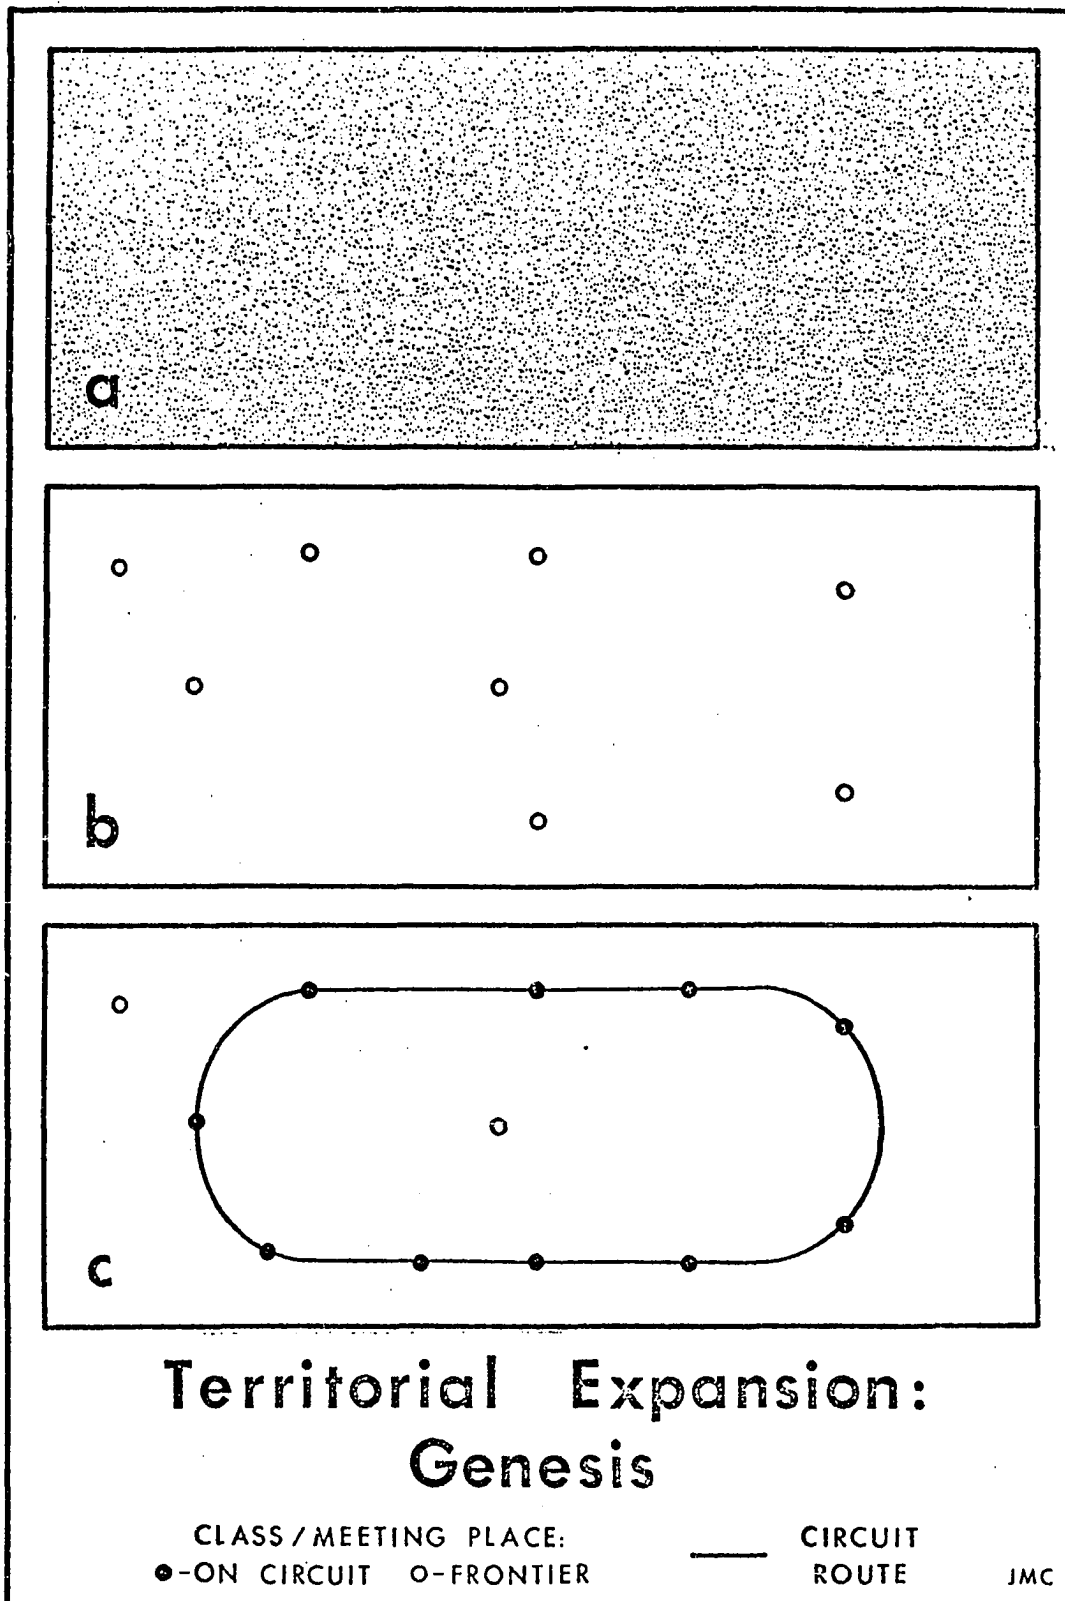 a
b
c
Territorial Expansion:
Genesis
CLASS/MEETING PLACE:
-ON CIRCUIT O-FRONTIER
CIRCUIT
ROUTE
JMC